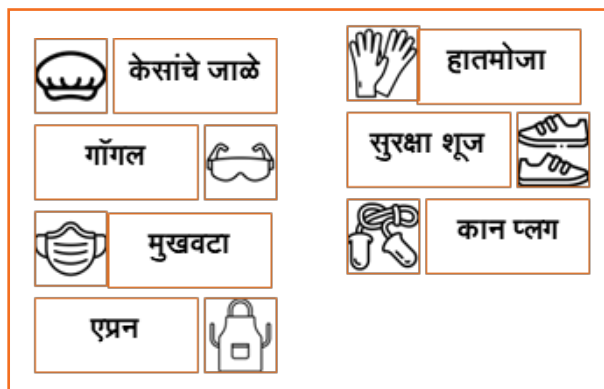 केसांचे जाळे
गॉगल
मुखवटा
एप्रन
हातमोजा
सुरक्षा शूज
कान प्लग